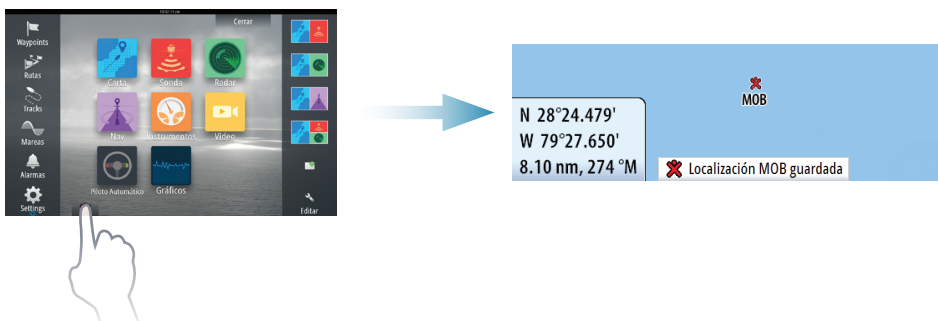 Cerrar
Waypoints
Rutas
Tracks
Mareas
Alarmas
Settings
Carta
Sonda
Radar
Nav.
Instrumentos
Vídeo
Piloto Automático
Gráficos
Editar
MOB
N 28°24.479'
W 79°27.650'
8.10 nm, 274 °M
Localización MOB guardada